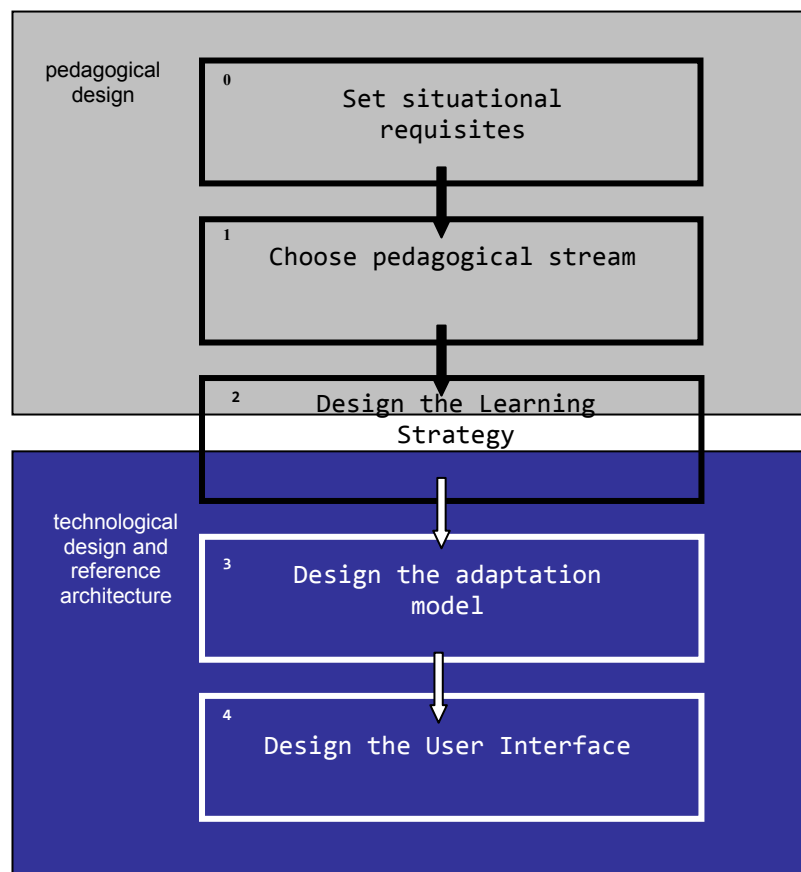 pedagogical
design
0
Set situational
requisites
1
Choose pedagogical stream
2
Design the Learning
Strategy
technological
design and
reference
architecture
3
Design the adaptation
model
4
Design the User Interface